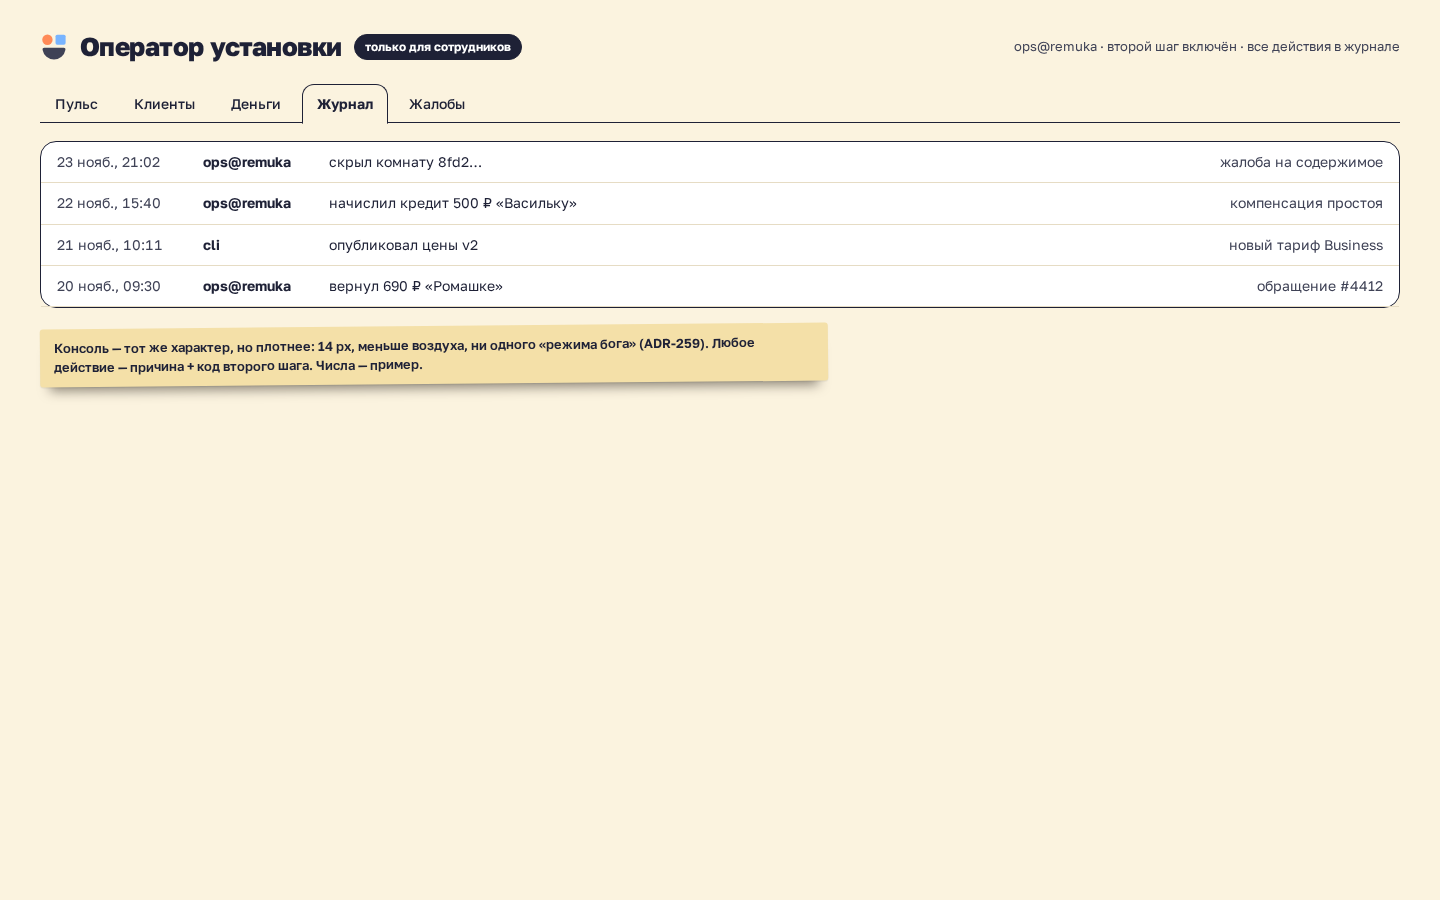 Оператор установки только для сотрудников ops@remuka · второй шаг включён · все действия в журнале
Пульс Клиенты Деньги Журнал Жалобы
23 нояб., 21:02 ops@remuka скрыл комнату 8fd2… жалоба на содержимое
22 нояб., 15:40 ops@remuka начислил кредит 500 ₽ «Васильку» компенсация простоя
21 нояб., 10:11 cli опубликовал цены v2 новый тариф Business
20 нояб., 09:30 ops@remuka вернул 690 ₽ «Ромашке» обращение #4412
Консоль — тот же характер, но плотнее: 14 px, меньше воздуха, ни одного «режима бога» (ADR-259). Любое
действие — причина + код второго шага. Числа — пример.